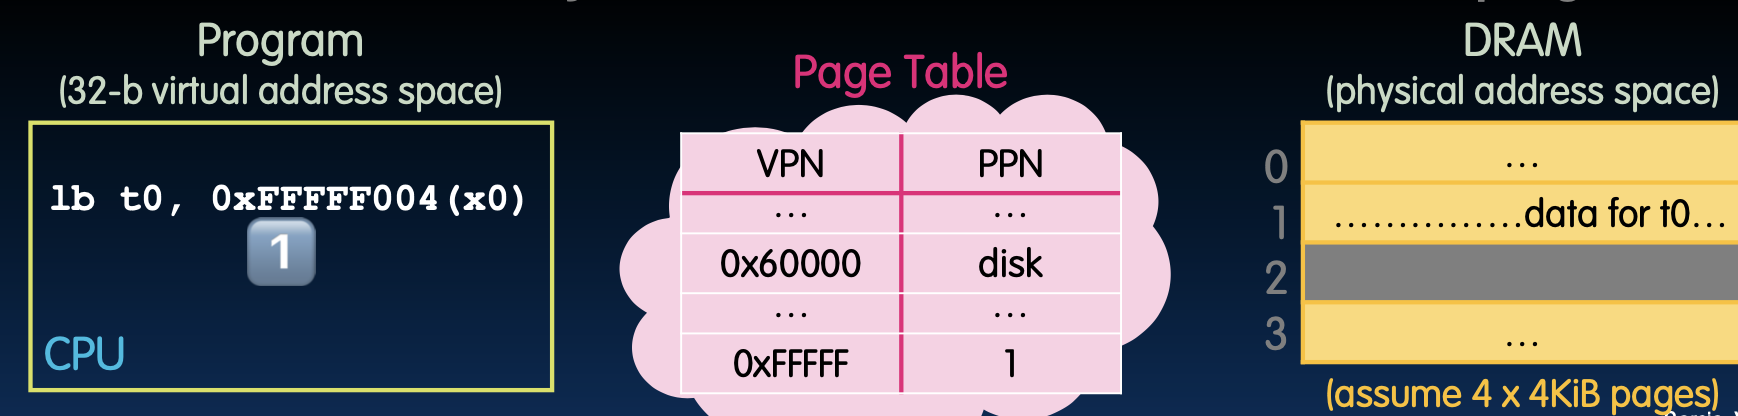 Program
(32-b virtual address space)
lb t0, 0xFFFFF004(x0)
1
CPU
Page Table
VPN PPN
... ...
0x60000 disk
... ...
0xFFFFF 1
DRAM
(physical address space)
0 ...
1 ...............data for t0...
2
3 ...
(assume 4 x 4KiB pages)